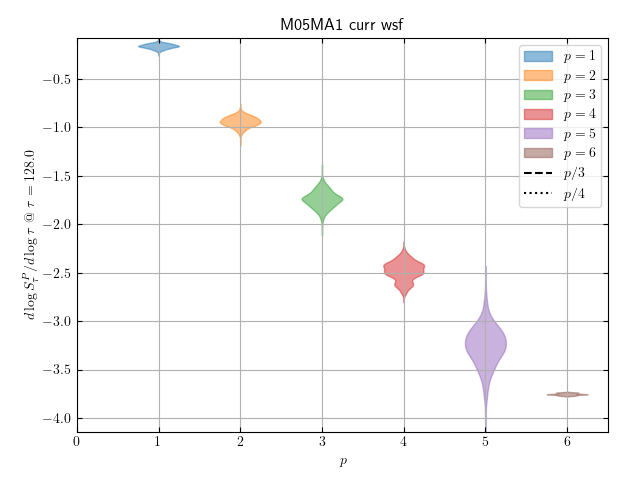 M05MA1 curr wsf
d log S_τ^P / d log τ @ τ = 128.0
−0.5
−1.0
−1.5
−2.0
−2.5
−3.0
−3.5
−4.0
p = 1
p = 2
p = 3
p = 4
p = 5
p = 6
p/3
p/4
0 1 2 3 4 5 6
p